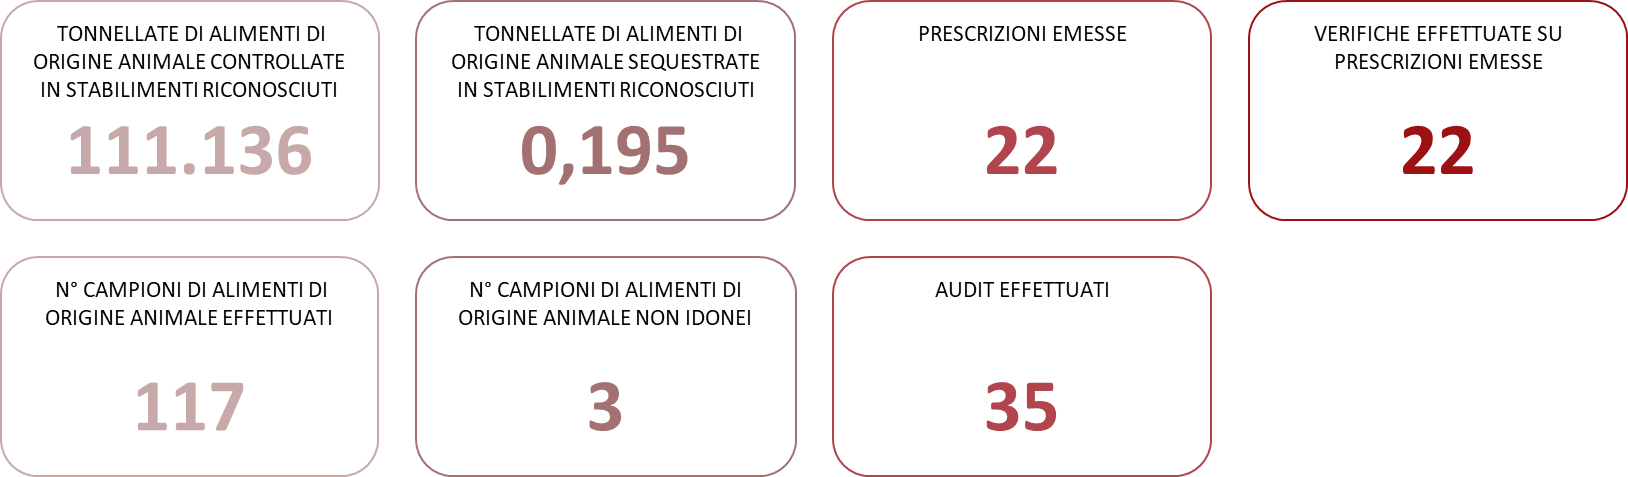 TONNELLATE DI ALIMENTI DI
ORIGINE ANIMALE CONTROLLATE
IN STABILIMENTI RICONOSCIUTI
111.136
TONNELLATE DI ALIMENTI DI
ORIGINE ANIMALE SEQUESTRATE
IN STABILIMENTI RICONOSCIUTI
0,195
PRESCRIZIONI EMESSE
22
VERIFICHE EFFETTUATE SU
PRESCRIZIONI EMESSE
22
N° CAMPIONI DI ALIMENTI DI
ORIGINE ANIMALE EFFETTUATI
117
N° CAMPIONI DI ALIMENTI DI
ORIGINE ANIMALE NON IDONEI
3
AUDIT EFFETTUATI
35